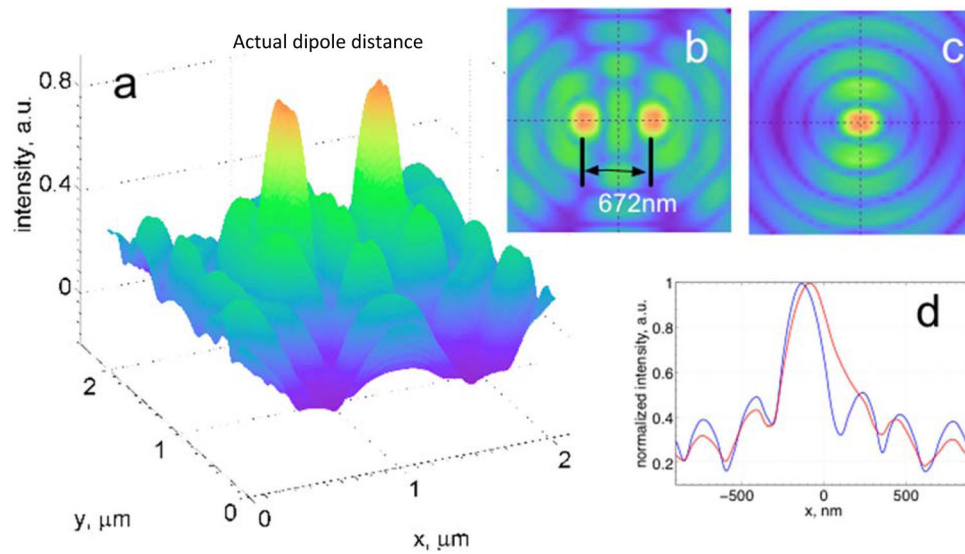 Actual dipole distance
a
intensity, a.u.
0.8
0.4
0
2
1
0
y, µm
0
1
2
x, µm
b
672nm
c
d
normalized intensity, a.u.
1
0.8
0.6
0.4
0.2
−500
0
500
x, nm